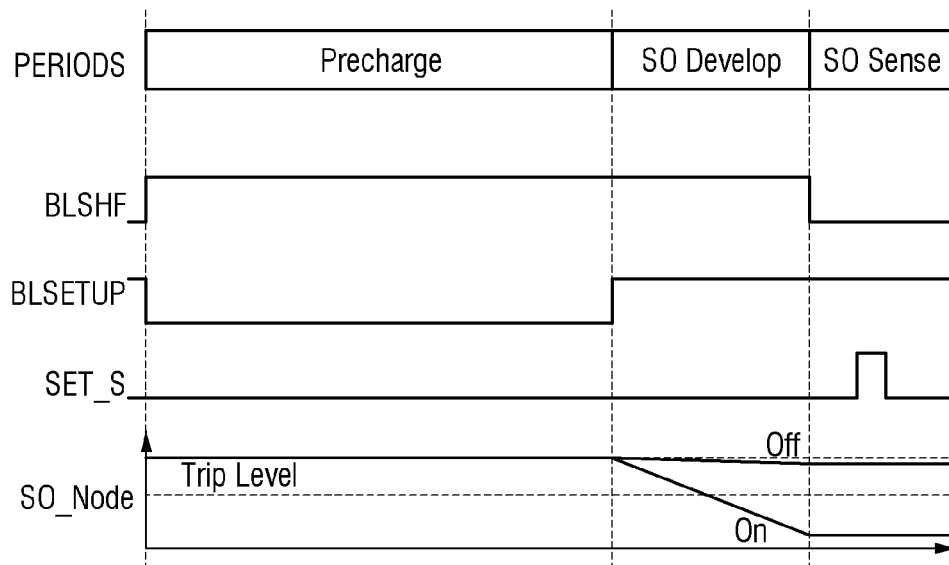 PERIODS Precharge SO Develop SO Sense
BLSHF
BLSETUP
SET_S
Off
Trip Level
SO_Node
On